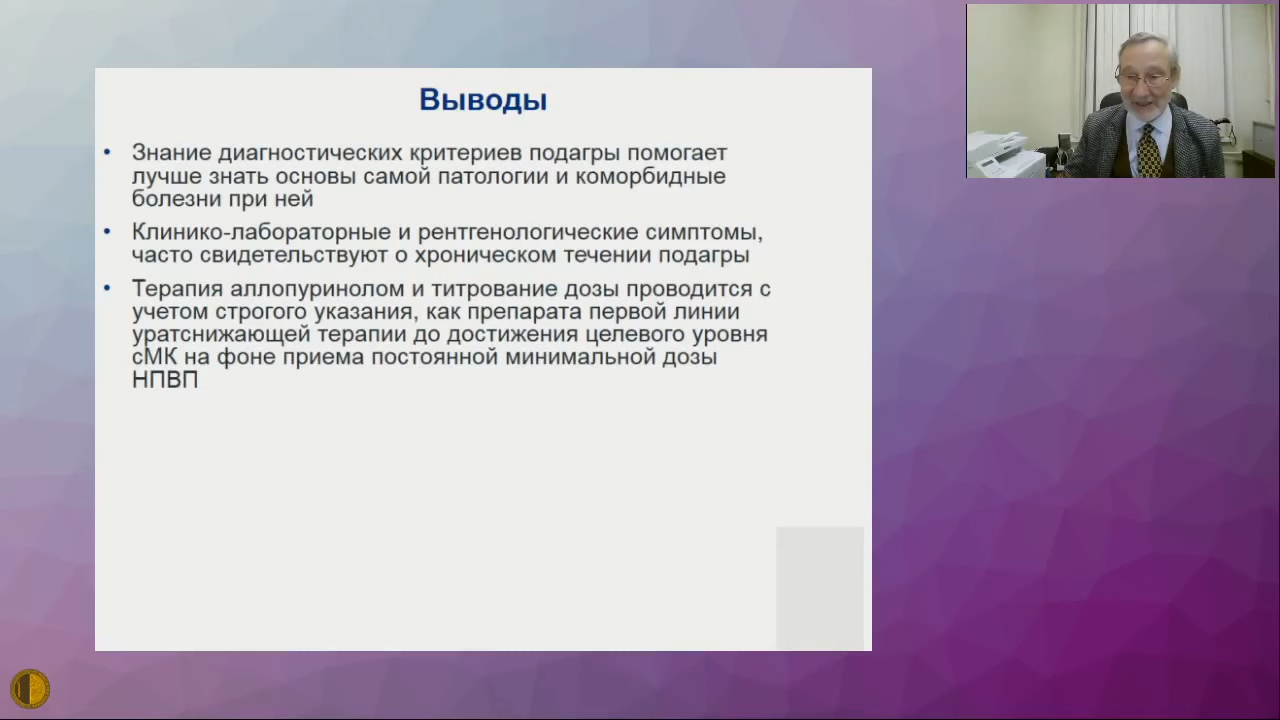 Выводы
• Знание диагностических критериев подагры помогает
лучше знать основы самой патологии и коморбидные
болезни при ней
• Клинико-лабораторные и рентгенологические симптомы,
часто свидетельствуют о хроническом течении подагры
• Терапия аллопуринолом и титрование дозы проводится с
учетом строгого указания, как препарата первой линии
уратснижающей терапии до достижения целевого уровня
сМК на фоне приема постоянной минимальной дозы
НПВП